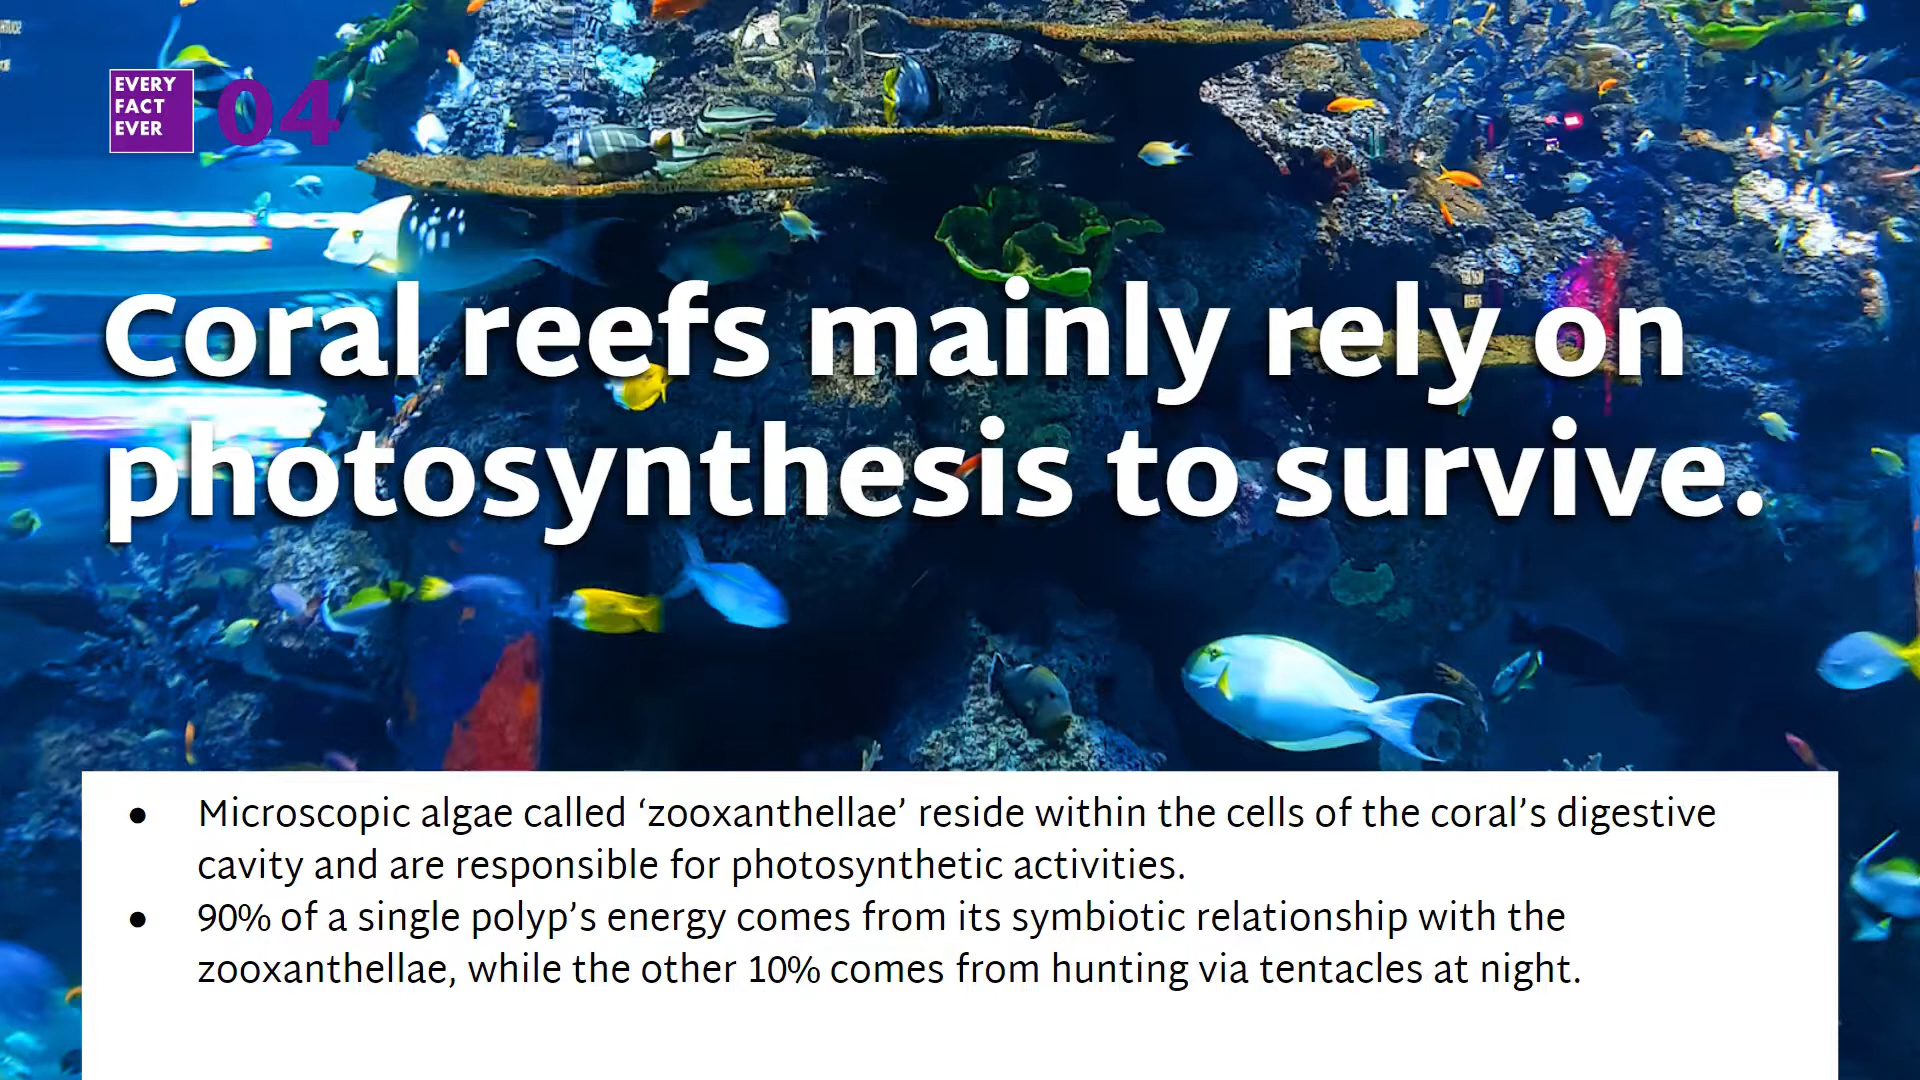 EVERY
FACT
EVER
04
Coral reefs mainly rely on
photosynthesis to survive.
● Microscopic algae called ‘zooxanthellae’ reside within the cells of the coral’s digestive
cavity and are responsible for photosynthetic activities.
● 90% of a single polyp’s energy comes from its symbiotic relationship with the
zooxanthellae, while the other 10% comes from hunting via tentacles at night.